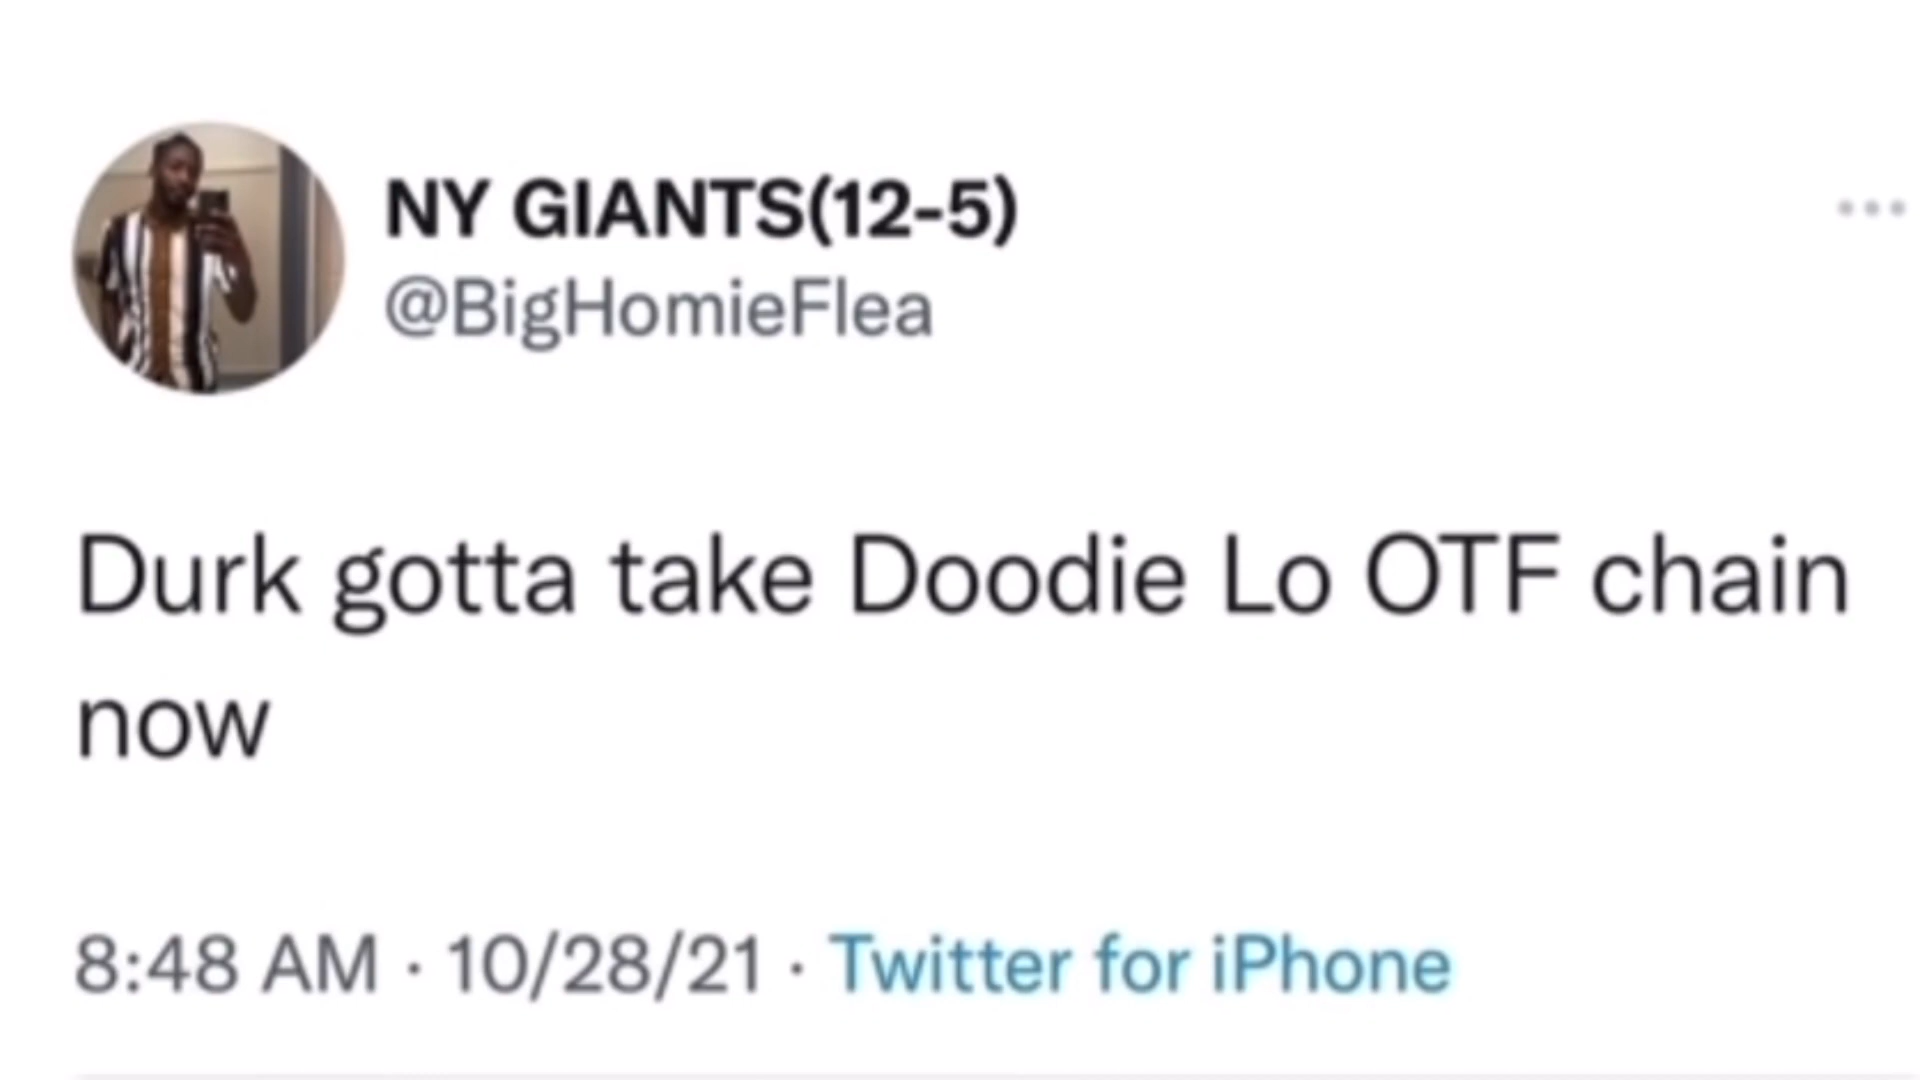 NY GIANTS(12-5)
@BigHomieFlea
Durk gotta take Doodie Lo OTF chain
now
8:48 AM · 10/28/21 · Twitter for iPhone